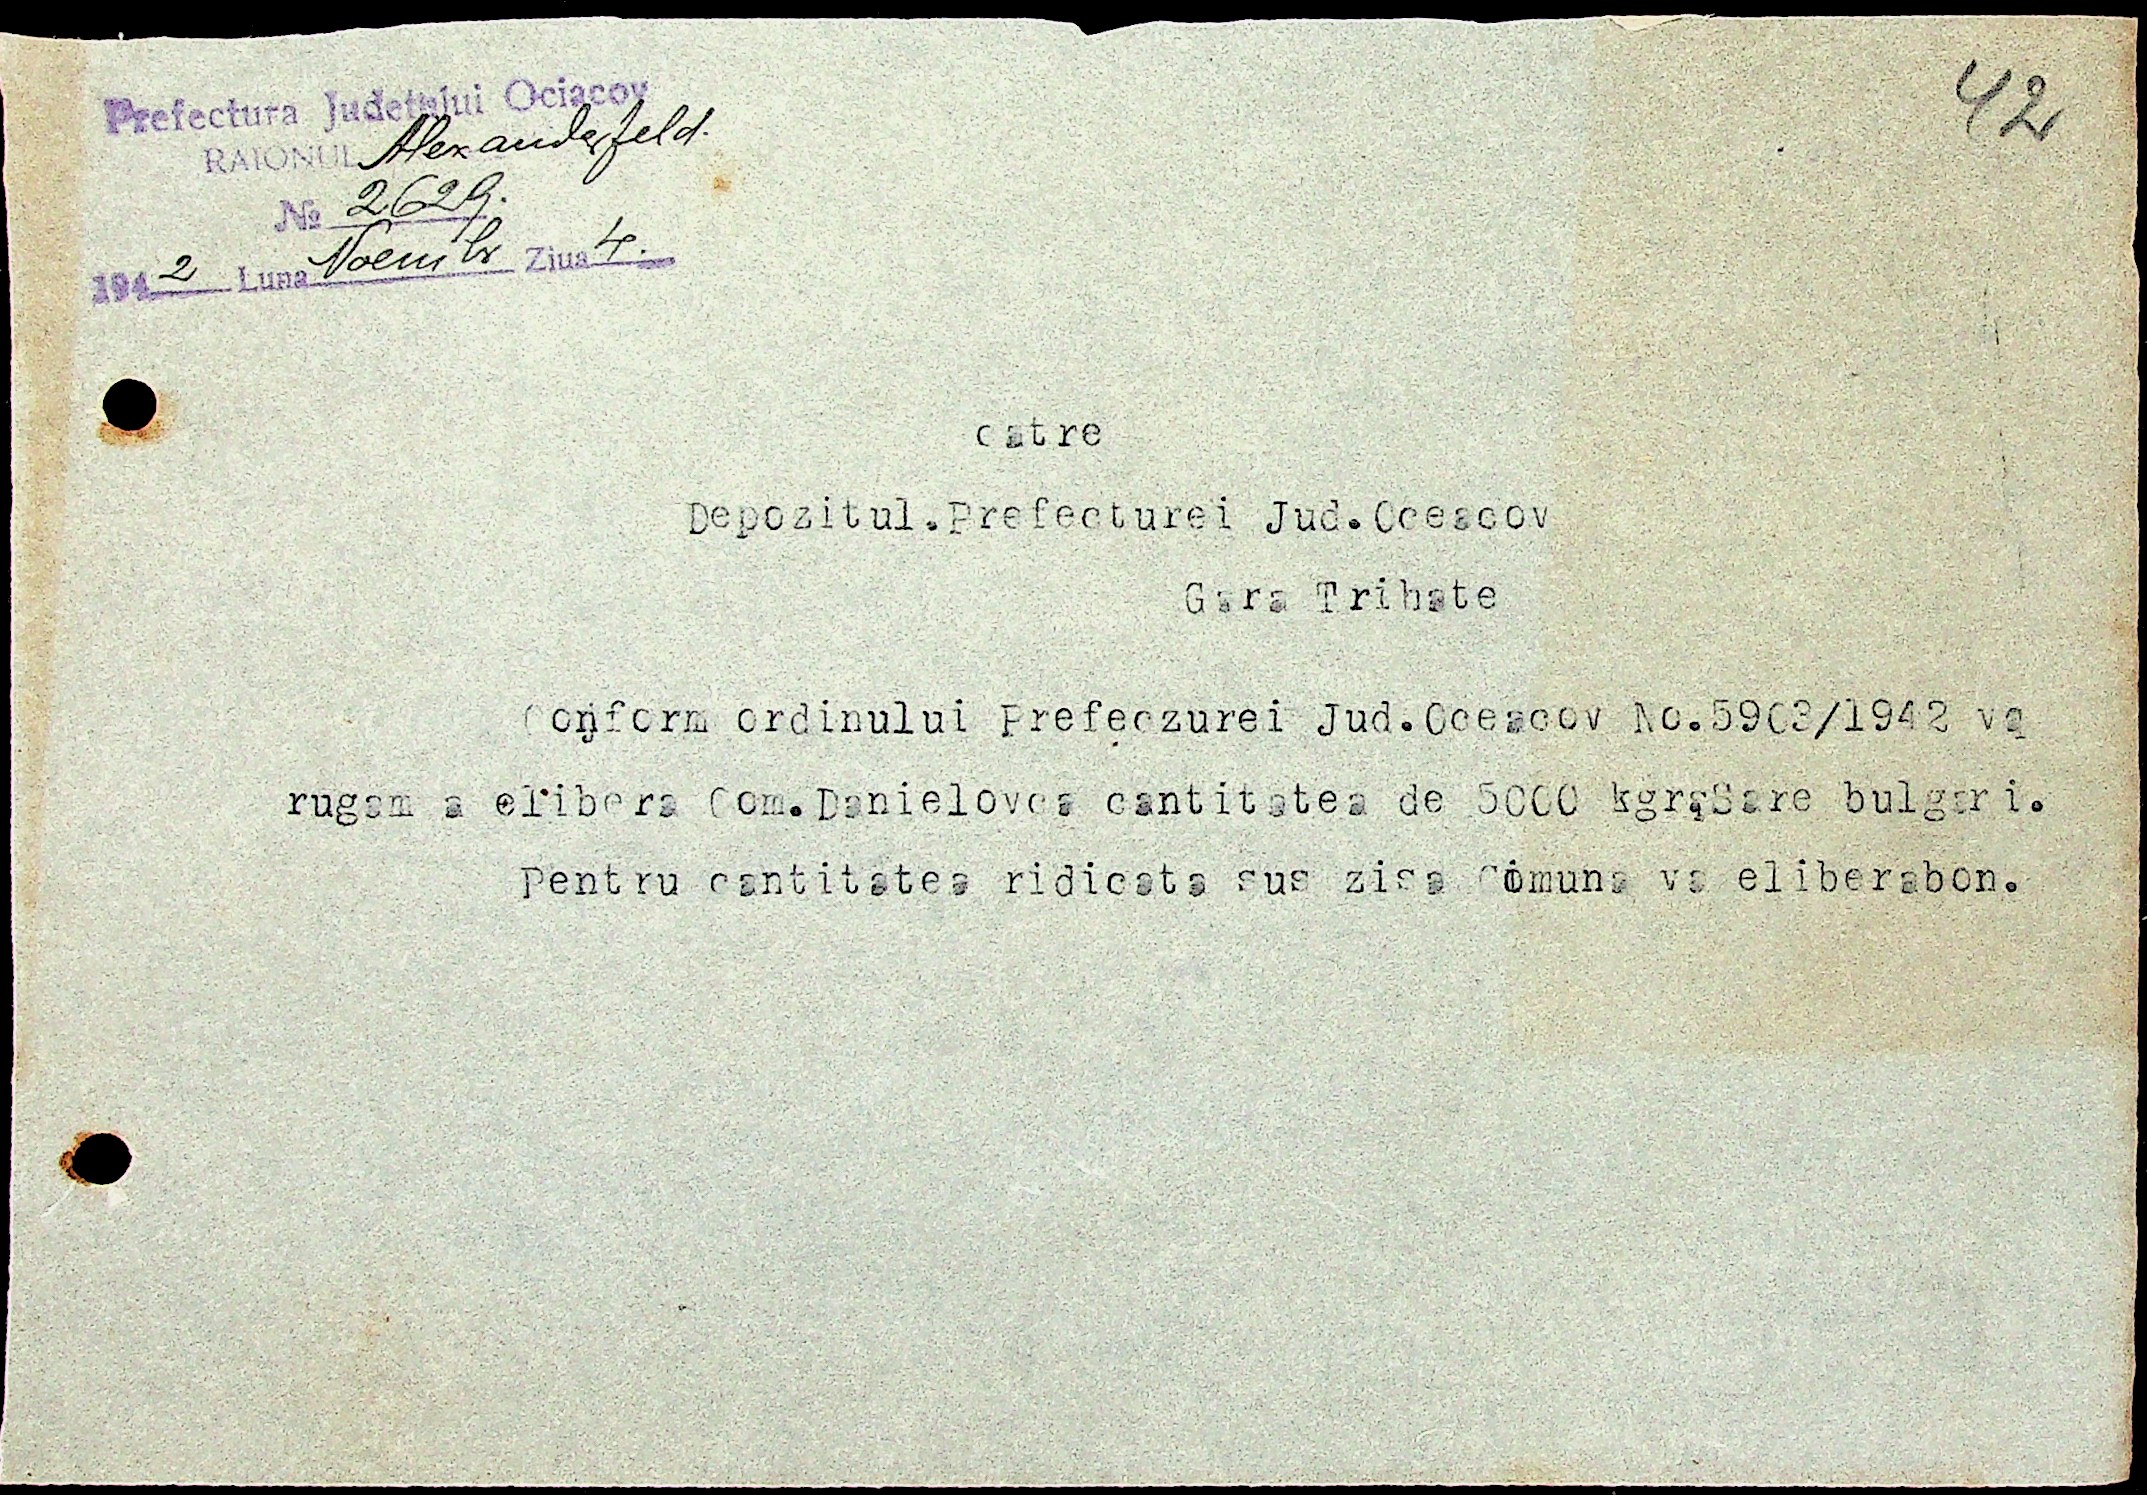 42
Prefectura Judetului Ociacov
RAIONUL Alexanderfeld.
№ 2629.
1942 Luna Noembr Ziua 4.
catre
Depozitul.Prefecturei Jud.Oceacov
Gara Trihate
Conform ordinului Prefeczurei Jud.Oceacov No.5903/1942 va
rugam a elibera Com.Danielovca cantitatea de 5000 kgr,Sare bulgari.
Pentru cantitatea ridicata sus zisa Comuna va eliberabon.